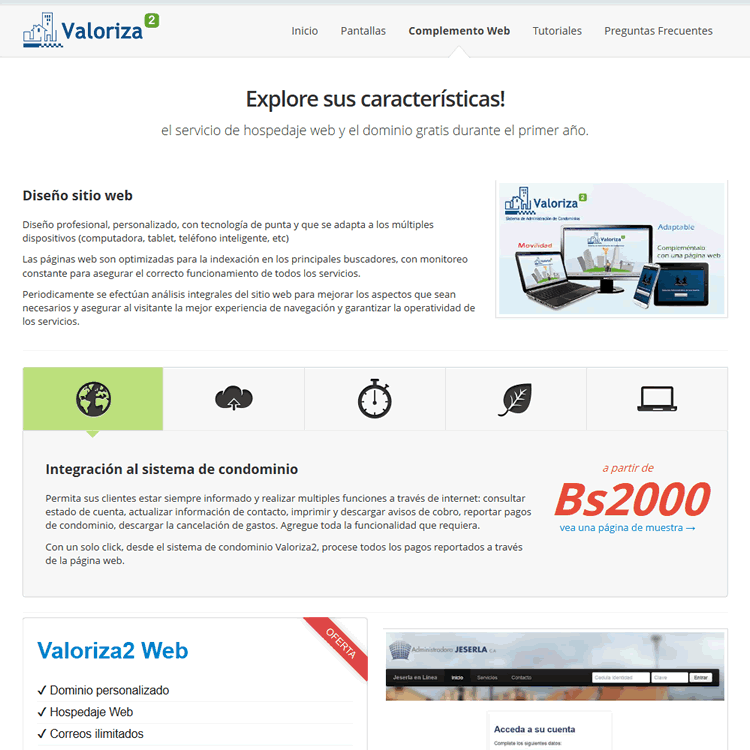 Valoriza 2
Inicio Pantallas Complemento Web Tutoriales Preguntas Frecuentes
Explore sus características!
el servicio de hospedaje web y el dominio gratis durante el primer año.
Diseño sitio web
Diseño profesional, personalizado, con tecnología de punta y que se adapta a los múltiples
dispositivos (computadora, tablet, teléfono inteligente, etc)
Las páginas web son optimizadas para la indexación en los principales buscadores, con monitoreo
constante para asegurar el correcto funcionamiento de todos los servicios.
Periodicamente se efectúan análisis integrales del sitio web para mejorar los aspectos que sean
necesarios y asegurar al visitante la mejor experiencia de navegación y garantizar la operatividad de
los servicios.
Valoriza 2
Sistema de Administración de Condominios
Adaptable
Movilidad
Valoriza
Compleméntalo
con una página web
Integración al sistema de condominio
Permita sus clientes estar siempre informado y realizar multiples funciones a través de internet: consultar
estado de cuenta, actualizar información de contacto, imprimir y descargar avisos de cobro, reportar pagos
de condominio, descargar la cancelación de gastos. Agregue toda la funcionalidad que requiera.
Con un solo click, desde el sistema de condominio Valoriza2, procese todos los pagos reportados a través
de la página web.
a partir de
Bs2000
vea una página de muestra →
Valoriza2 Web
OFERTA
✓ Dominio personalizado
✓ Hospedaje Web
✓ Correos ilimitados
Administradora JESERLA
Jeserla en Línea Inicio Servicios Contacto Cedula identidad Clave Entrar
Acceda a su cuenta
Complete los siguientes datos.